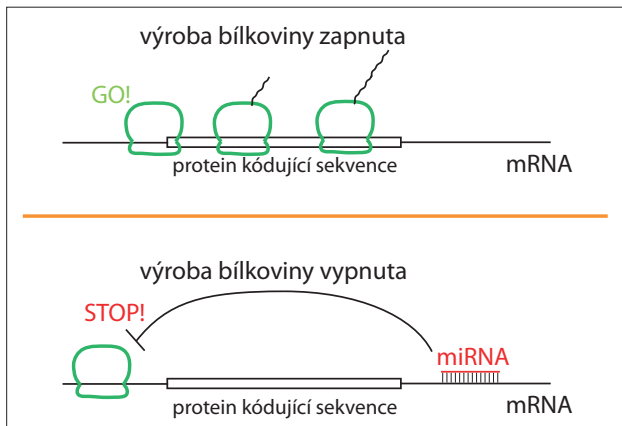 výroba bílkoviny zapnuta
GO!
protein kódující sekvence
mRNA
výroba bílkoviny vypnuta
STOP!
miRNA
protein kódující sekvence
mRNA